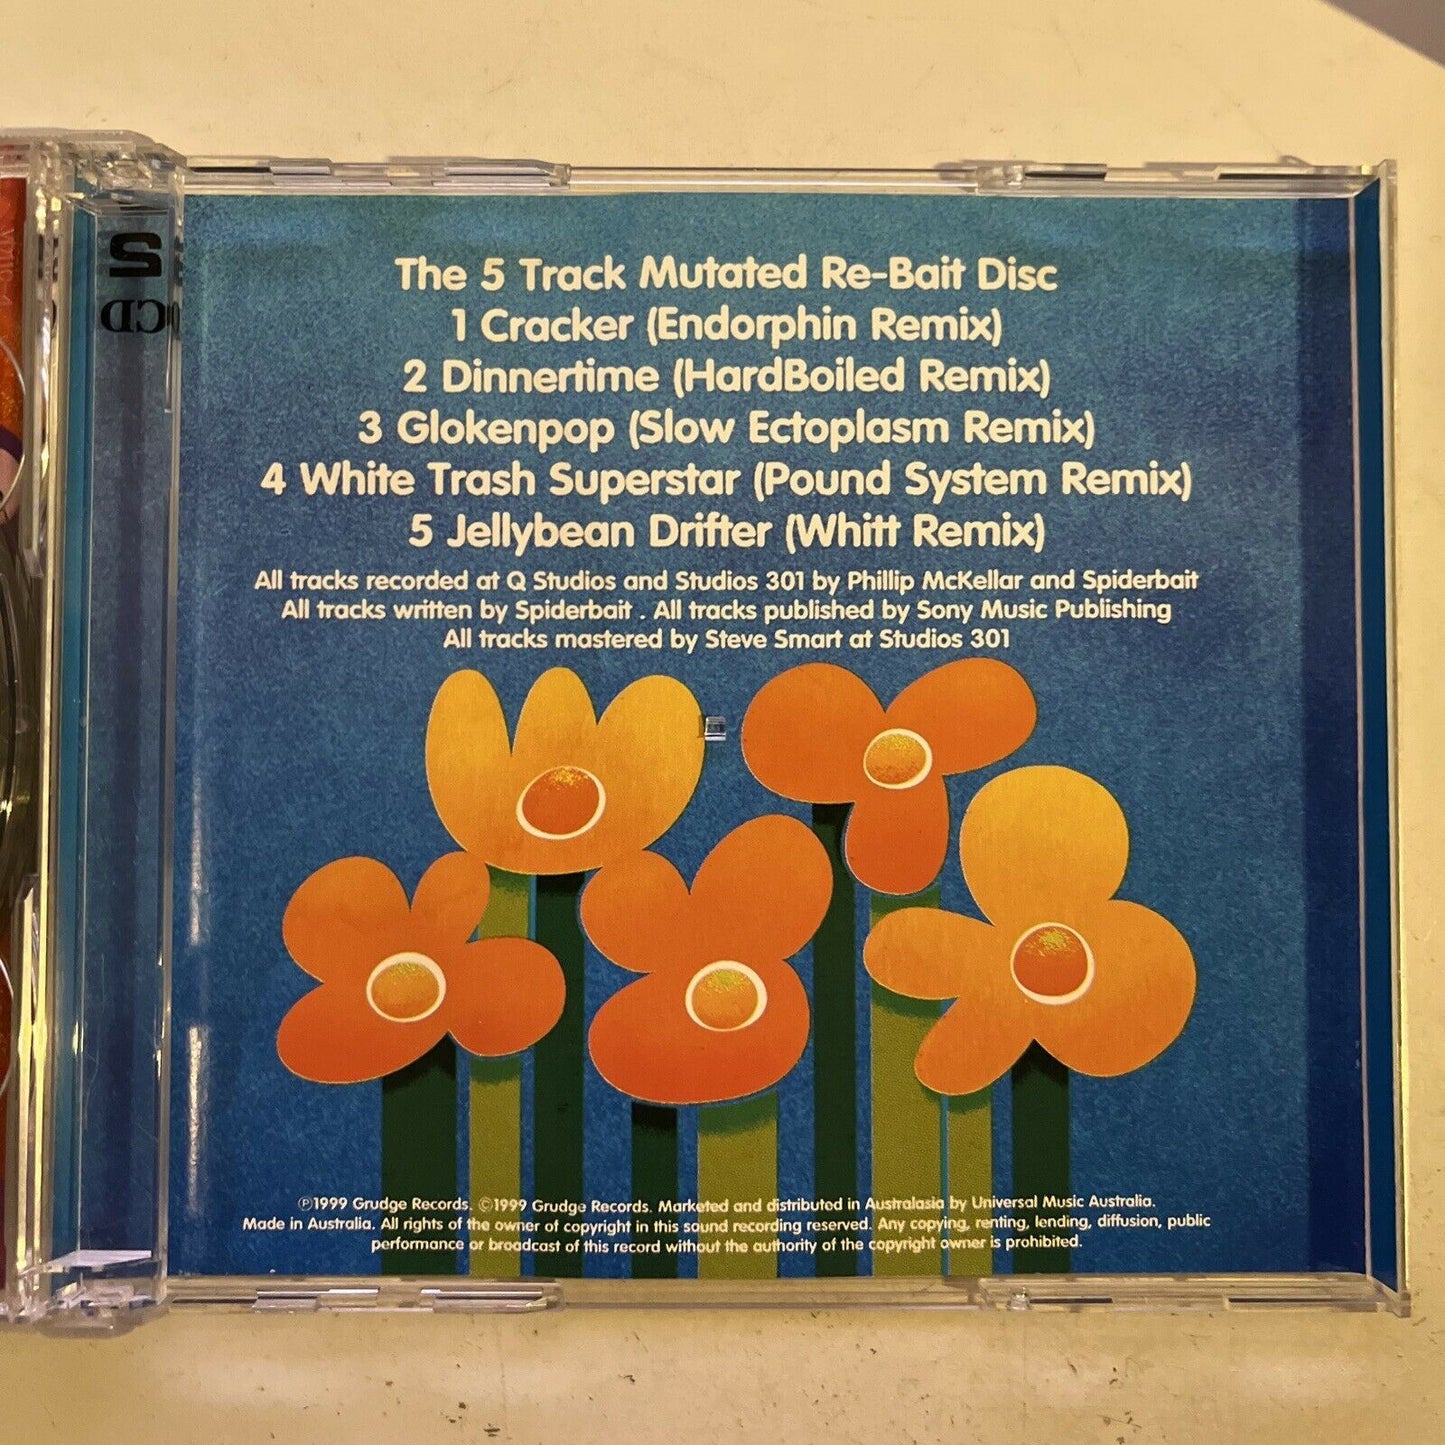 The 5 Track Mutated Re-Bait Disc
1 Cracker (Endorphin Remix)
2 Dinnertime (HardBoiled Remix)
3 Glokenpop (Slow Ectoplasm Remix)
4 White Trash Superstar (Pound System Remix)
5 Jellybean Drifter (Whitt Remix)
All tracks recorded at Q Studios and Studios 301 by Phillip McKellar and Spiderbait
All tracks written by Spiderbait . All tracks published by Sony Music Publishing
All tracks mastered by Steve Smart at Studios 301
℗1999 Grudge Records. ©1999 Grudge Records. Marketed and distributed in Australasia by Universal Music Australia.
Made in Australia. All rights of the owner of copyright in this sound recording reserved. Any copying, renting, lending, diffusion, public
performance or broadcast of this record without the authority of the copyright owner is prohibited.
2
CD